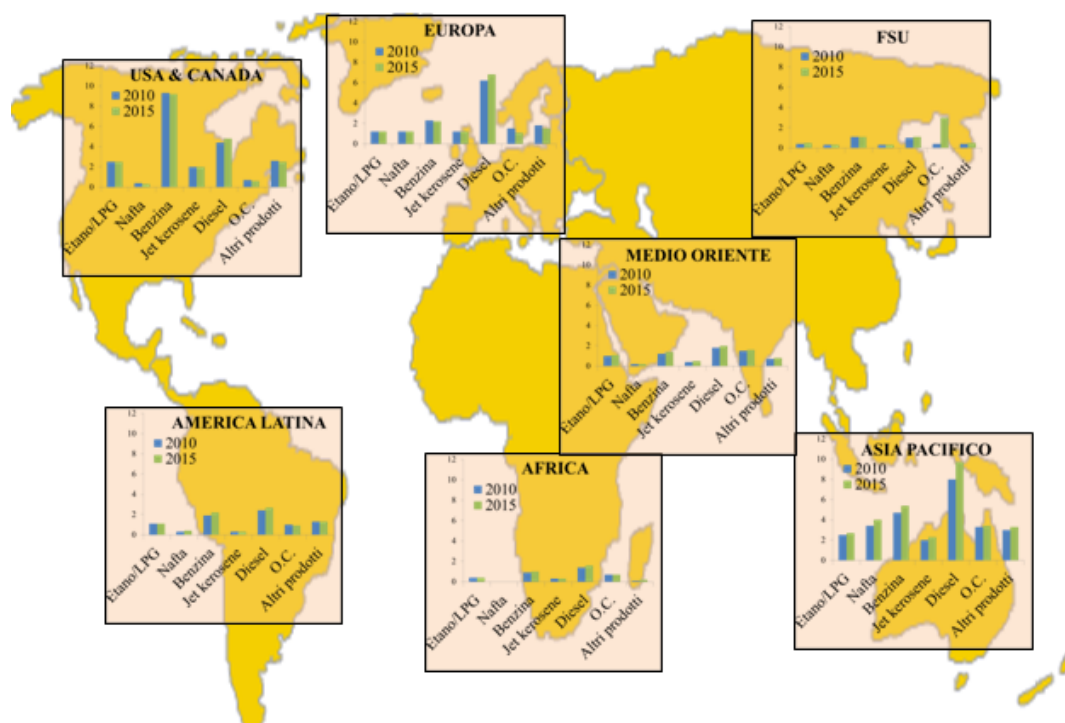 USA & CANADA
2010
2015
12
10
8
6
4
2
0
Etano/LPG
Nafta
Benzina
Jet kerosene
Diesel
O.C.
Altri prodotti
EUROPA
2010
2015
12
10
8
6
4
2
0
Etano/LPG
Nafta
Benzina
Jet kerosene
Diesel
O.C.
Altri prodotti
FSU
2010
2015
12
10
8
6
4
2
0
Etano/LPG
Nafta
Benzina
Jet kerosene
Diesel
O.C.
Altri prodotti
MEDIO ORIENTE
2010
2015
12
10
8
6
4
2
0
Etano/LPG
Nafta
Benzina
Jet kerosene
Diesel
O.C.
Altri prodotti
AMERICA LATINA
2010
2015
12
10
8
6
4
2
0
Etano/LPG
Nafta
Benzina
Jet kerosene
Diesel
O.C.
Altri prodotti
AFRICA
2010
2015
12
10
8
6
4
2
0
Etano/LPG
Nafta
Benzina
Jet kerosene
Diesel
O.C.
Altri prodotti
ASIA PACIFICO
2010
2015
12
10
8
6
4
2
0
Etano/LPG
Nafta
Benzina
Jet kerosene
Diesel
O.C.
Altri prodotti